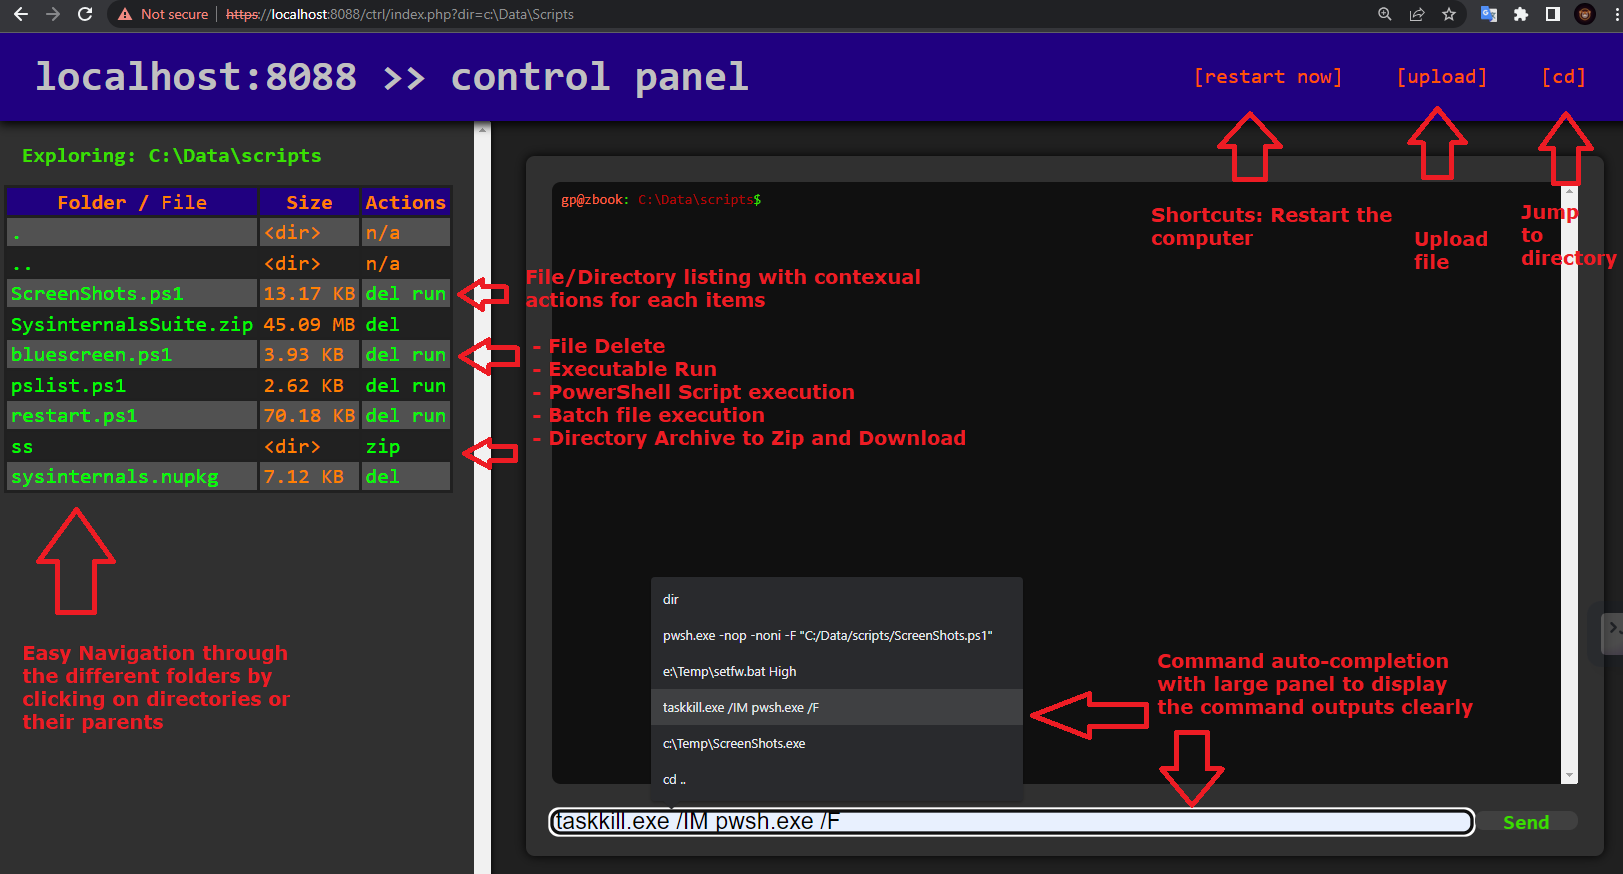 Not secure | https://localhost:8088/ctrl/index.php?dir=c:\Data\Scripts
localhost:8088 >> control panel
[restart now]
[upload]
[cd]
Exploring: C:\Data\scripts
Folder / File Size Actions
. <dir> n/a
.. <dir> n/a
ScreenShots.ps1 13.17 KB del run
SysinternalsSuite.zip 45.09 MB del
bluescreen.ps1 3.93 KB del run
pslist.ps1 2.62 KB del run
restart.ps1 70.18 KB del run
ss <dir> zip
sysinternals.nupkg 7.12 KB del
Easy Navigation through
the different folders by
clicking on directories or
their parents
gp@zbook: C:\Data\scripts$
Shortcuts: Restart the
computer
Upload
file
Jump
to
directory
File/Directory listing with contexual
actions for each items
- File Delete
- Executable Run
- PowerShell Script execution
- Batch file execution
- Directory Archive to Zip and Download
dir
pwsh.exe -nop -noni -F "C:/Data/scripts/ScreenShots.ps1"
e:\Temp\setfw.bat High
taskkill.exe /IM pwsh.exe /F
c:\Temp\ScreenShots.exe
cd ..
Command auto-completion
with large panel to display
the command outputs clearly
taskkill.exe /IM pwsh.exe /F
Send